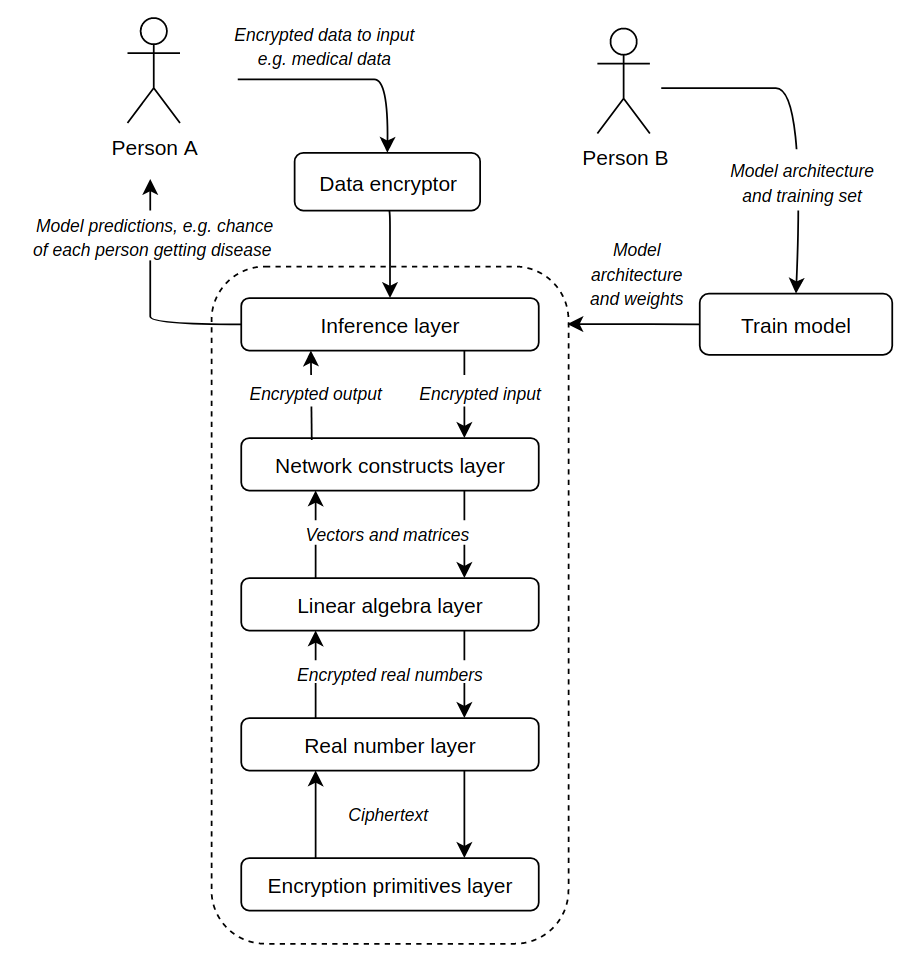 Encrypted data to input
e.g. medical data
Person A
Person B
Data encryptor
Model architecture
and training set
Model predictions, e.g. chance
of each person getting disease
Model
architecture
and weights
Inference layer
Train model
Encrypted output
Encrypted input
Network constructs layer
Vectors and matrices
Linear algebra layer
Encrypted real numbers
Real number layer
Ciphertext
Encryption primitives layer